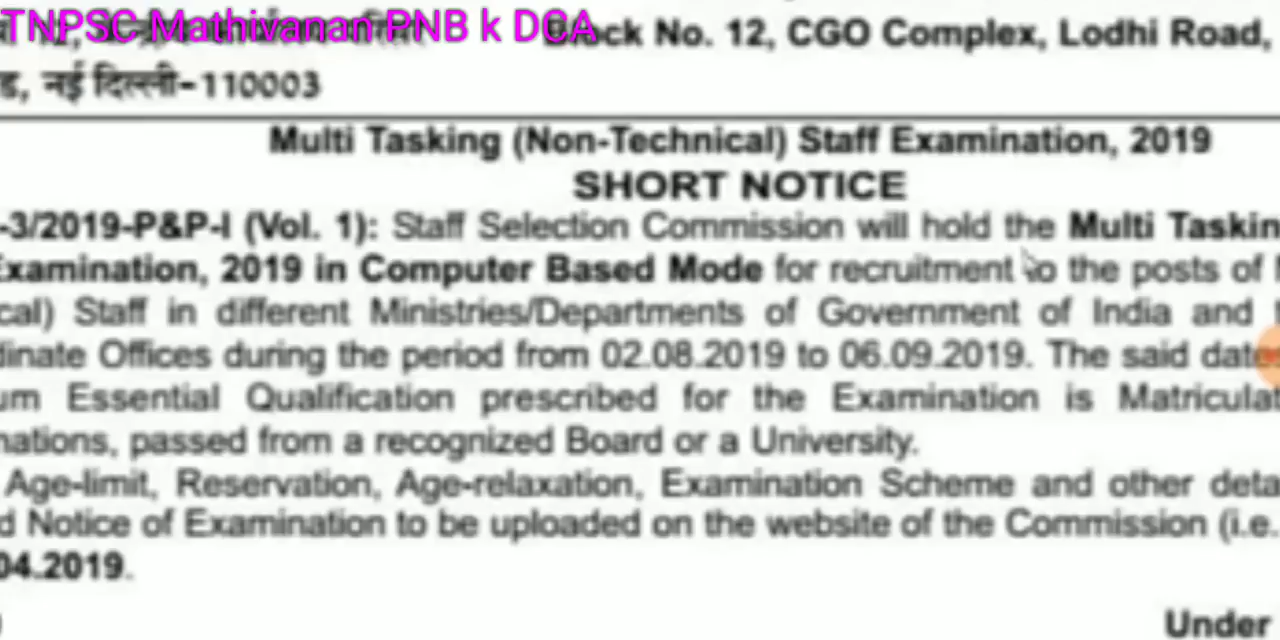 TNPSC Mathivanan PNB k DCA
Block No. 12, CGO Complex, Lodhi Road,
ड, नई दिल्ली-110003
Multi Tasking (Non-Technical) Staff Examination, 2019
SHORT NOTICE
-3/2019-P&P-I (Vol. 1): Staff Selection Commission will hold the Multi Taskin
Examination, 2019 in Computer Based Mode for recruitment to the posts of
cal) Staff in different Ministries/Departments of Government of India and
dinate Offices during the period from 02.08.2019 to 06.09.2019. The said date
um Essential Qualification prescribed for the Examination is Matriculat
nations, passed from a recognized Board or a University.
Age-limit, Reservation, Age-relaxation, Examination Scheme and other deta
d Notice of Examination to be uploaded on the website of the Commission (i.e.
04.2019.
Under